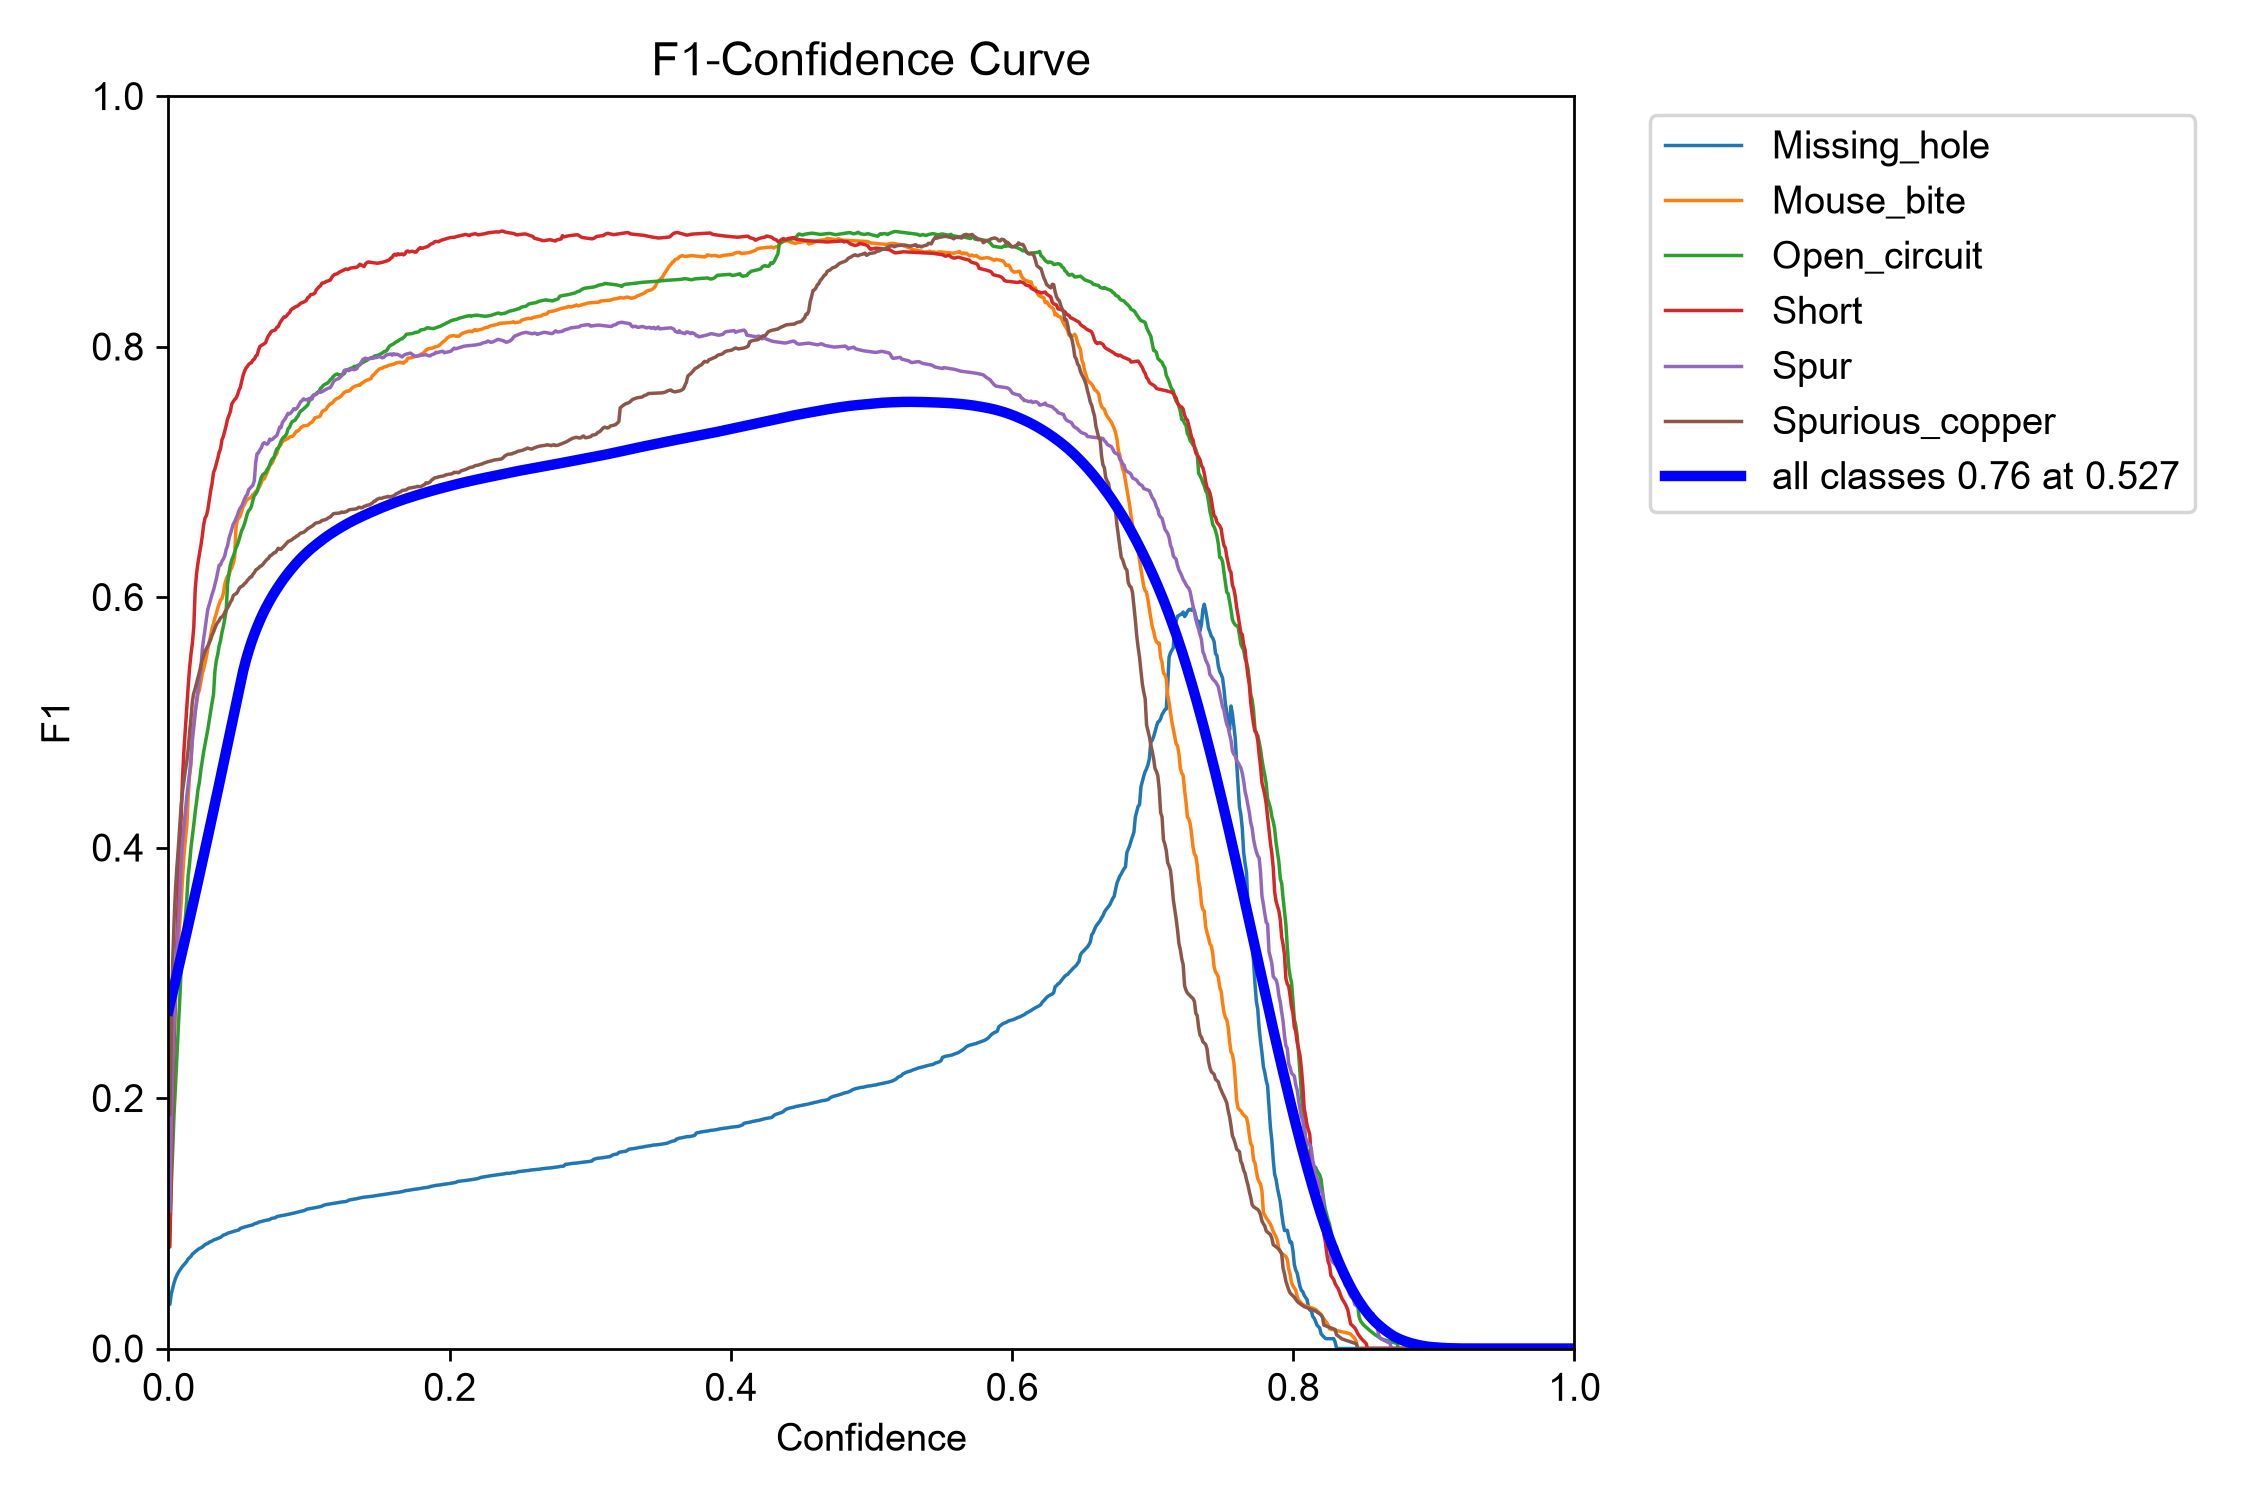 F1-Confidence Curve
1.0
0.8
0.6
0.4
0.2
0.0
F1
0.0 0.2 0.4 0.6 0.8 1.0
Confidence
Missing_hole
Mouse_bite
Open_circuit
Short
Spur
Spurious_copper
all classes 0.76 at 0.527